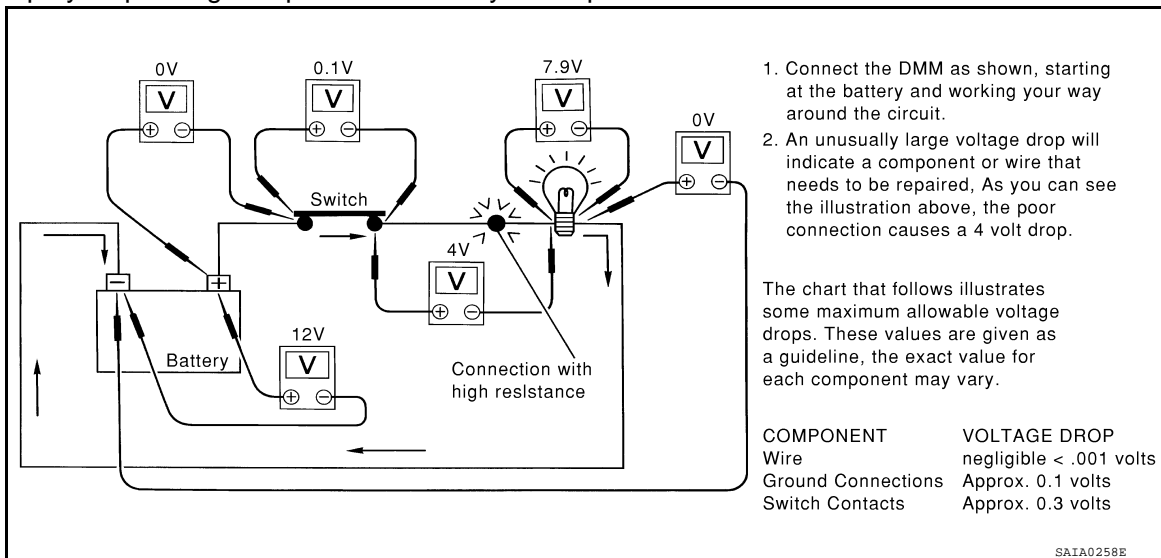 0V
0.1V
7.9V
0V
V
V
V
V
+ −
+ −
+ −
+ −
Switch
4V
V
+ −
− +
Battery
12V
V
+ −
Connection with
high resIstance
1. Connect the DMM as shown, starting
at the battery and working your way
around the circuit.
2. An unusually large voltage drop will
indicate a component or wire that
needs to be repaired, As you can see
the illustration above, the poor
connection causes a 4 volt drop.
The chart that follows illustrates
some maximum allowable voltage
drops. These values are given as
a guideline, the exact value for
each component may vary.
COMPONENT VOLTAGE DROP
Wire negligible < .001 volts
Ground Connections Approx. 0.1 volts
Switch Contacts Approx. 0.3 volts
SAIA0258E